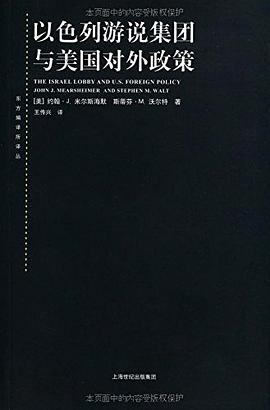 本页面中的内容受版权保护
以色列游说集团
与美国对外政策
THE ISRAEL LOBBY AND U.S. FOREIGN POLICY
JOHN J. MEARSHEIMER AND STEPHEN M. WALT
[美] 约翰·J. 米尔斯海默 斯蒂芬·M. 沃尔特 著
王传兴 译
东方编译所译丛
上海世纪出版集团
本页面中的内容受版权保护